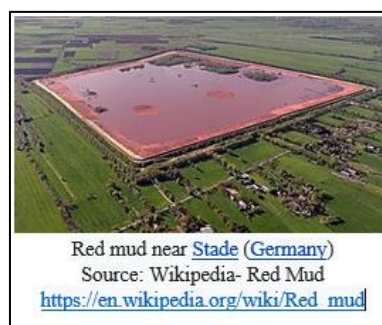 Red mud near Stade (Germany)
Source: Wikipedia- Red Mud
https://en.wikipedia.org/wiki/Red_mud